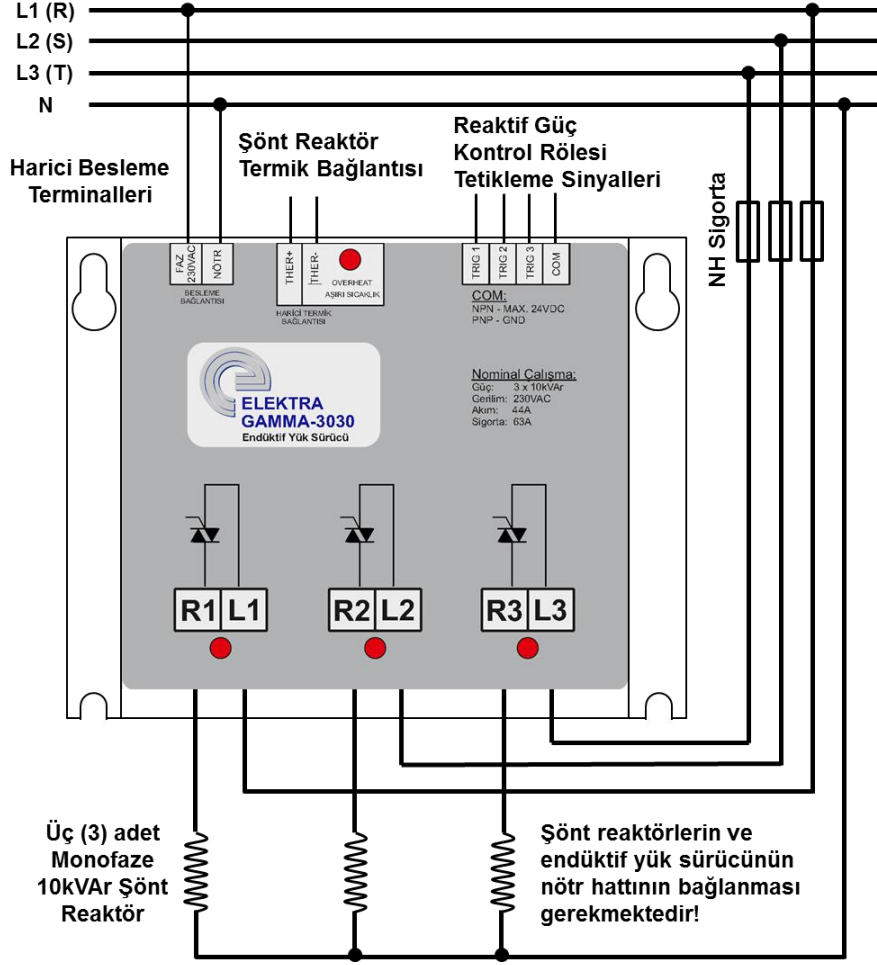 L1 (R)
L2 (S)
L3 (T)
N
Harici Besleme
Terminalleri
Şönt Reaktör
Termik Bağlantısı
Reaktif Güç
Kontrol Rölesi
Tetikleme Sinyalleri
NH Sigorta
FAZ
230VAC
NÖTR
BESLEME
BAĞLANTISI
THER+
THER-
OVERHEAT
AŞIRI SICAKLIK
HARİCİ TERMİK
BAĞLANTISI
TRIG 1
TRIG 2
TRIG 3
COM
COM:
NPN - MAX. 24VDC
PNP - GND
ELEKTRA
GAMMA-3030
Endüktif Yük Sürücü
Nominal Çalışma:
Güç: 3 x 10kVAr
Gerilim: 230VAC
Akım: 44A
Sigorta: 63A
R1 L1
R2 L2
R3 L3
Üç (3) adet
Monofaze
10kVAr Şönt
Reaktör
Şönt reaktörlerin ve
endüktif yük sürücünün
nötr hattının bağlanması
gerekmektedir!